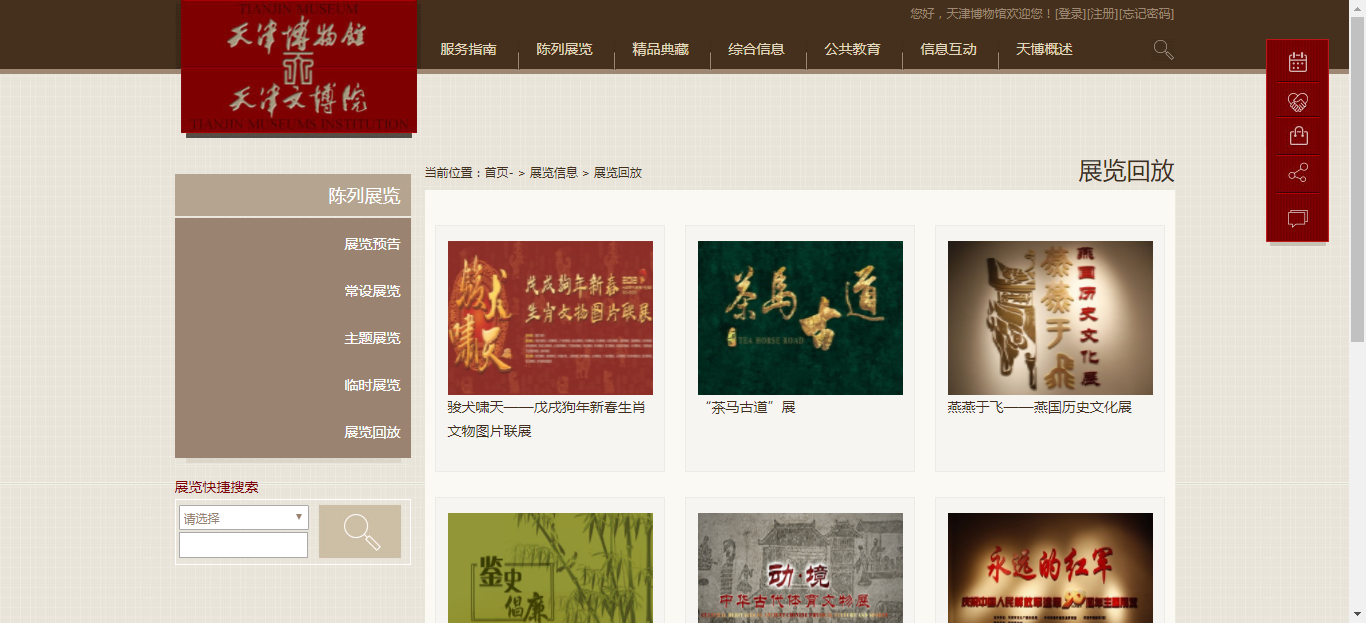 TIANJIN MUSEUM
天津博物馆
天津文博院
TIANJIN MUSEUMS INSTITUTION
您好，天津博物馆欢迎您！[登录][注册][忘记密码]
服务指南 陈列展览 精品典藏 综合信息 公共教育 信息互动 天博概述
当前位置：首页- > 展览信息 > 展览回放
展览回放
陈列展览
展览预告
常设展览
主题展览
临时展览
展览回放
展览快捷搜索
请选择
骏犬啸天
戊戌狗年新春
生肖文物图片联展
骏犬啸天——戊戌狗年新春生肖
文物图片联展
茶马古道
TEA HORSE ROAD
“茶马古道”展
燕燕于飞
燕国历史文化展
燕燕于飞——燕国历史文化展
鉴史倡廉
动·境
中华古代体育文物展
永远的红军
庆祝中国人民解放军建军90周年主题展览